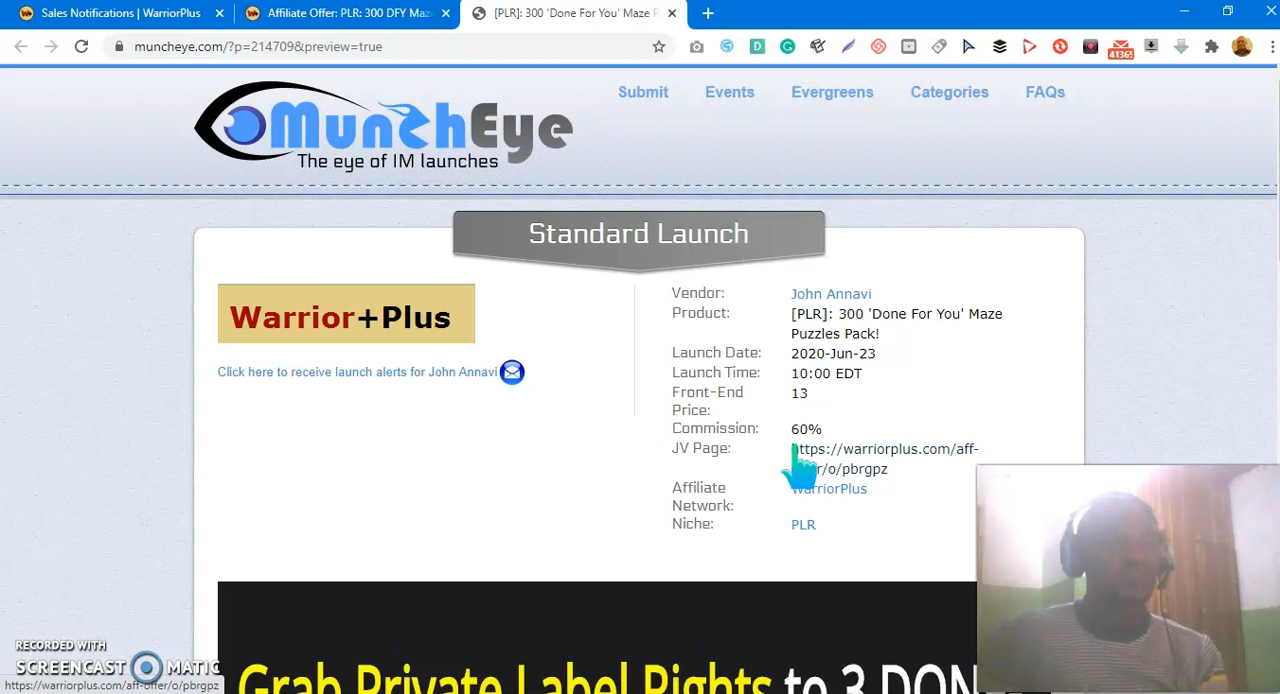 Sales Notifications | WarriorPlus
Affiliate Offer: PLR: 300 DFY Maz
[PLR]: 300 'Done For You' Maze P
muncheye.com/?p=214709&preview=true
41365
MunchEye
The eye of IM launches
Submit
Events
Evergreens
Categories
FAQs
Standard Launch
Warrior+Plus
Click here to receive launch alerts for John Annavi
Vendor: John Annavi
Product: [PLR]: 300 'Done For You' Maze
Puzzles Pack!
Launch Date: 2020-Jun-23
Launch Time: 10:00 EDT
Front-End 13
Price:
Commission: 60%
JV Page: https://warriorplus.com/aff-
/o/pbrgpz
Affiliate WarriorPlus
Network:
Niche: PLR
RECORDED WITH
SCREENCAST MATIC
https://warriorplus.com/aff-offer/o/pbrgpz
Grab Private Label Rights to 3 DON